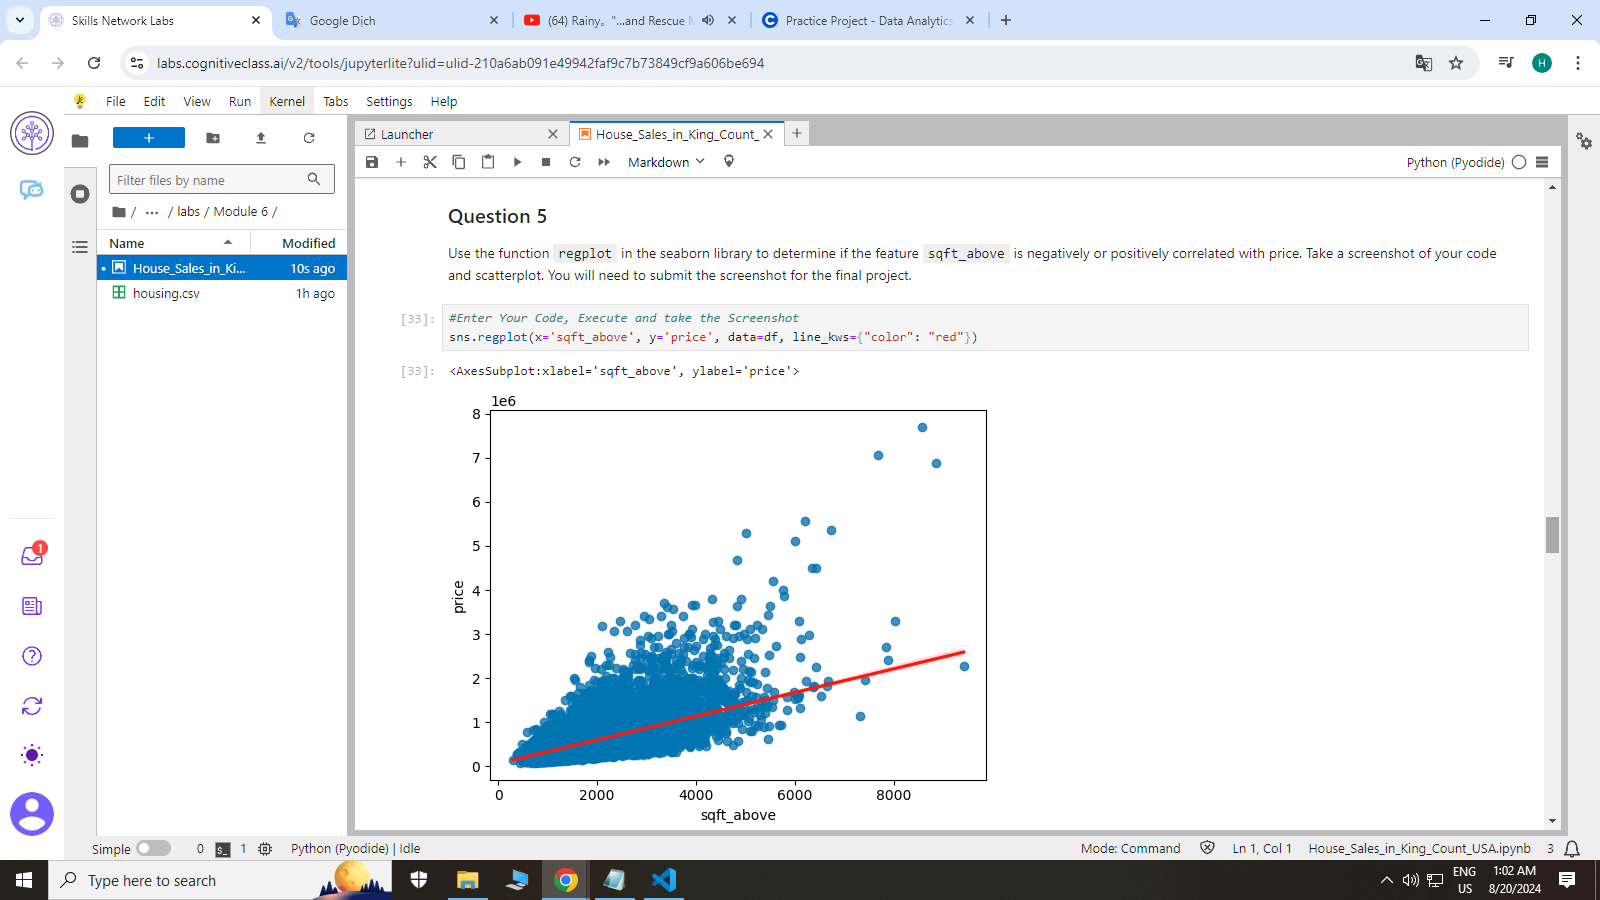 Skills Network Labs
Google Dịch
(64) Rainy。"...and Rescue M
Practice Project - Data Analytics
labs.cognitiveclass.ai/v2/tools/jupyterlite?ulid=ulid-210a6ab091e49942faf9c7b73849cf9a606be694
H
File Edit View Run Kernel Tabs Settings Help
Launcher
House_Sales_in_King_Count_
Markdown
Python (Pyodide)
Filter files by name
/ ... / labs / Module 6 /
Name Modified
House_Sales_in_Ki... 10s ago
housing.csv 1h ago
1
Question 5
Use the function regplot in the seaborn library to determine if the feature sqft_above is negatively or positively correlated with price. Take a screenshot of your code
and scatterplot. You will need to submit the screenshot for the final project.
[33]: #Enter Your Code, Execute and take the Screenshot
sns.regplot(x='sqft_above', y='price', data=df, line_kws={"color": "red"})
[33]: <AxesSubplot:xlabel='sqft_above', ylabel='price'>
1e6
8
7
6
5
4
3
2
1
0
price
0 2000 4000 6000 8000
sqft_above
Simple 0 $_ 1 Python (Pyodide) | Idle
Mode: Command Ln 1, Col 1 House_Sales_in_King_Count_USA.ipynb 3
Type here to search
ENG
US
1:02 AM
8/20/2024